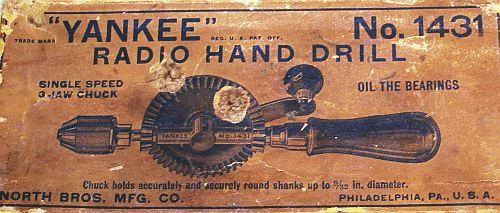 "YANKEE" No. 1431
TRADE MARK REG. U.S. PAT. OFF.
RADIO HAND DRILL
SINGLE SPEED
3-JAW CHUCK
OIL THE BEARINGS
YANKEE No. 1431
Chuck holds accurately and securely round shanks up to 9/32 in. diameter.
NORTH BROS. MFG. CO. PHILADELPHIA, PA., U.S.A.